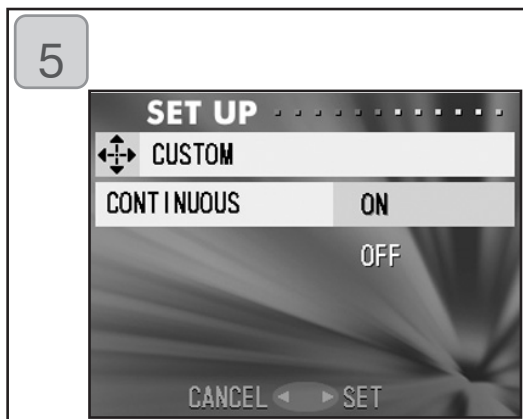 5
SET UP
CUSTOM
CONTINUOUS ON
OFF
CANCEL SET